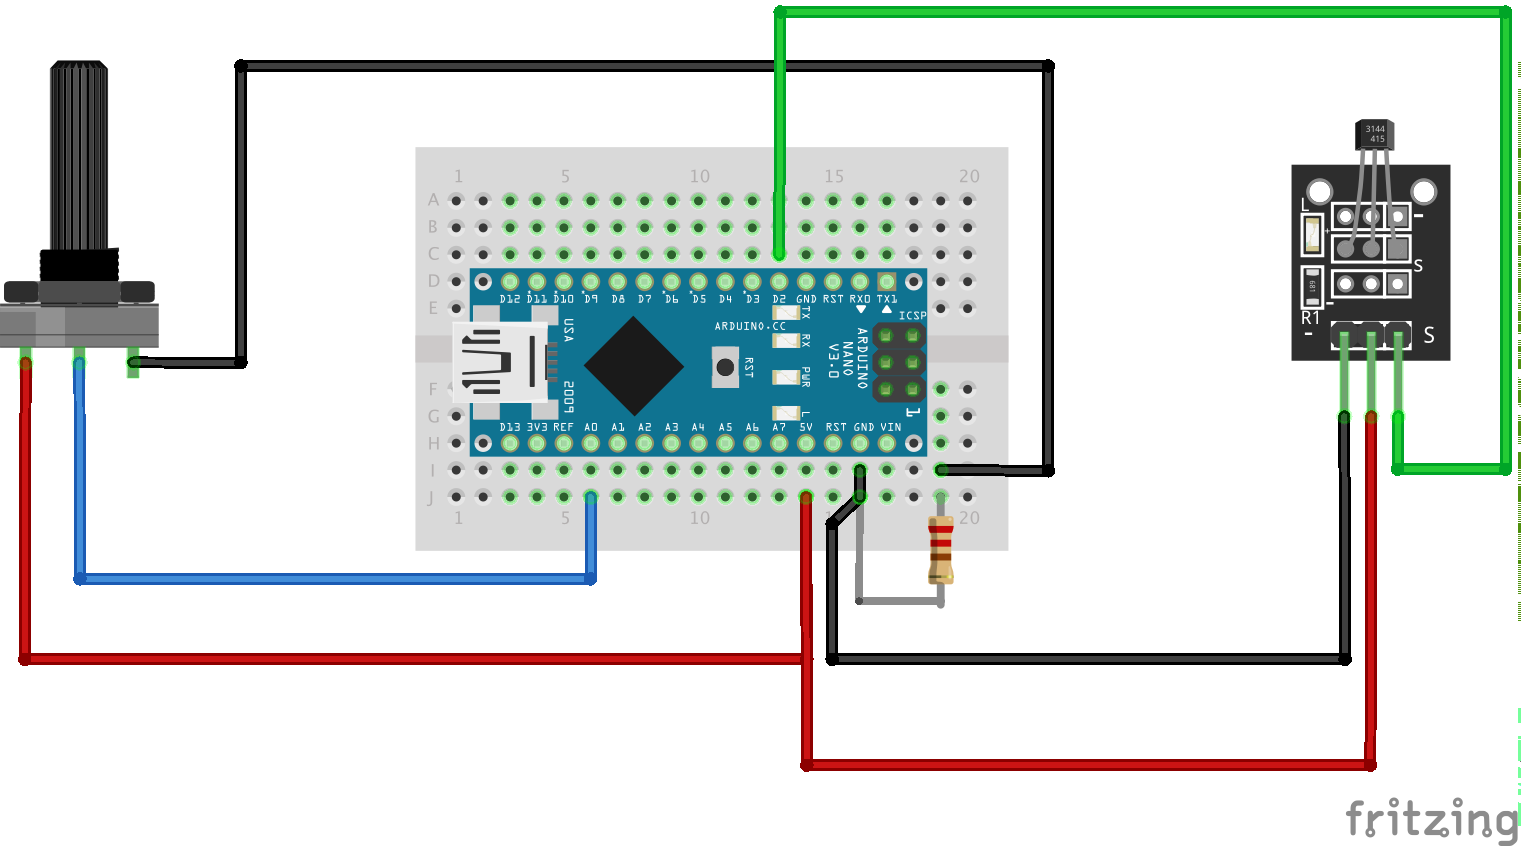 3144
415
1 5 10 15 20
A
B
C
D
E
F
G
H
I
J
D12 D11 D10 D9 D8 D7 D6 D5 D4 D3 D2 GND RST RX0 TX1
ICSP
TX
RX
PWR
L
ARDUINO.CC
ARDUINO
NANO
V3.0
RST
USA
2009
1
D13 3V3 REF A0 A1 A2 A3 A4 A5 A6 A7 5V RST GND VIN
1 5 10 20
L
+
-
S
681
-
R1
-
S
fritzing